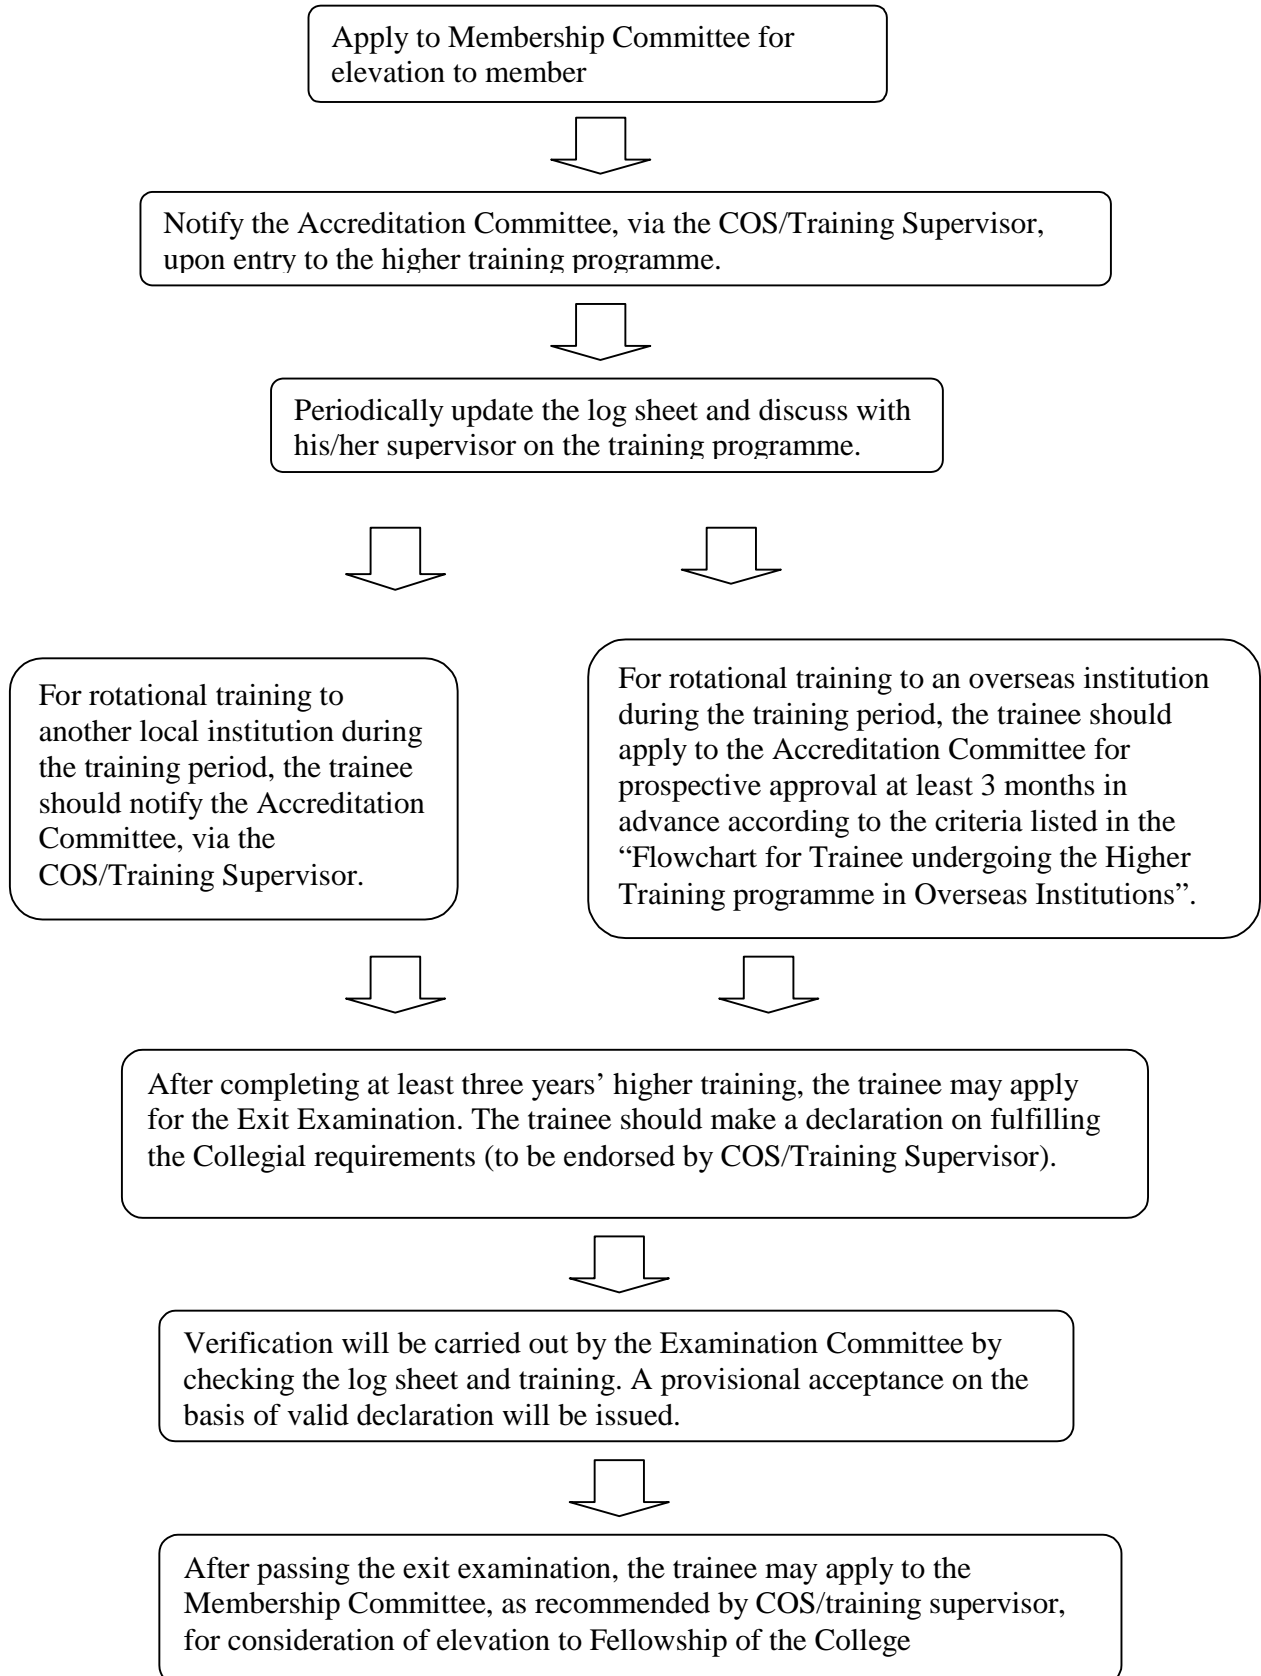 Apply to Membership Committee for
elevation to member
Notify the Accreditation Committee, via the COS/Training Supervisor,
upon entry to the higher training programme.
Periodically update the log sheet and discuss with
his/her supervisor on the training programme.
For rotational training to
another local institution during
the training period, the trainee
should notify the Accreditation
Committee, via the
COS/Training Supervisor.
For rotational training to an overseas institution
during the training period, the trainee should
apply to the Accreditation Committee for
prospective approval at least 3 months in
advance according to the criteria listed in the
“Flowchart for Trainee undergoing the Higher
Training programme in Overseas Institutions”.
After completing at least three years’ higher training, the trainee may apply
for the Exit Examination. The trainee should make a declaration on fulfilling
the Collegial requirements (to be endorsed by COS/Training Supervisor).
Verification will be carried out by the Examination Committee by
checking the log sheet and training. A provisional acceptance on the
basis of valid declaration will be issued.
After passing the exit examination, the trainee may apply to the
Membership Committee, as recommended by COS/training supervisor,
for consideration of elevation to Fellowship of the College